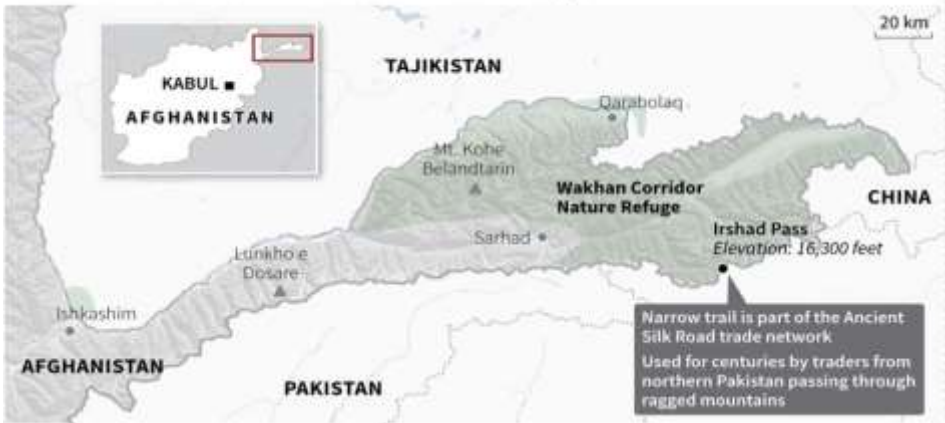 20 km
TAJIKISTAN
KABUL
AFGHANISTAN
Qarabolaq
Mt. Kohe
Belandtarin
Wakhan Corridor
Nature Refuge
CHINA
Irshad Pass
Elevation: 16,300 feet
Sarhad
Lunkho e
Dosare
Ishkashim
Narrow trail is part of the Ancient
Silk Road trade network
Used for centuries by traders from
northern Pakistan passing through
ragged mountains
AFGHANISTAN
PAKISTAN